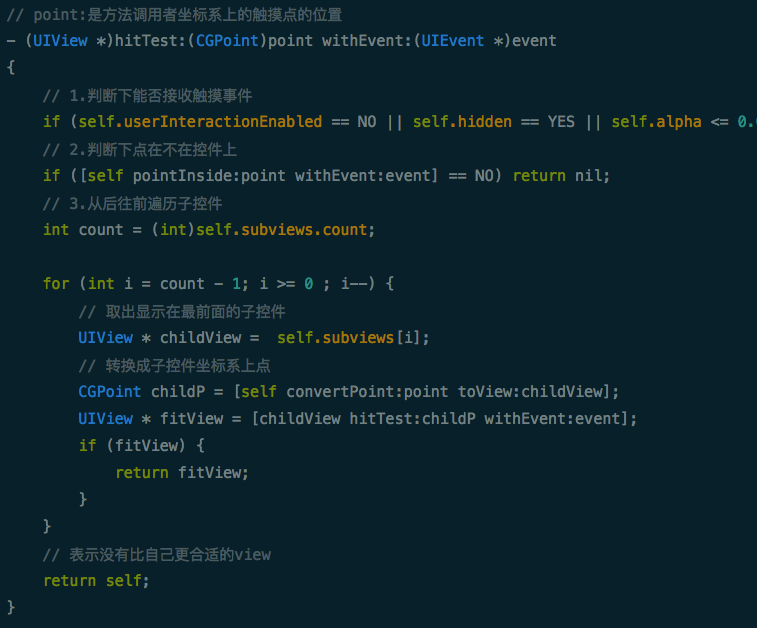 // point:是方法调用者坐标系上的触摸点的位置
- (UIView *)hitTest:(CGPoint)point withEvent:(UIEvent *)event
{
    // 1.判断下能否接收触摸事件
    if (self.userInteractionEnabled == NO || self.hidden == YES || self.alpha <= 0.
    // 2.判断下点在不在控件上
    if ([self pointInside:point withEvent:event] == NO) return nil;
    // 3.从后往前遍历子控件
    int count = (int)self.subviews.count;

    for (int i = count - 1; i >= 0 ; i--) {
        // 取出显示在最前面的子控件
        UIView * childView =  self.subviews[i];
        // 转换成子控件坐标系上点
        CGPoint childP = [self convertPoint:point toView:childView];
        UIView * fitView = [childView hitTest:childP withEvent:event];
        if (fitView) {
            return fitView;
        }
    }
    // 表示没有比自己更合适的view
    return self;
}